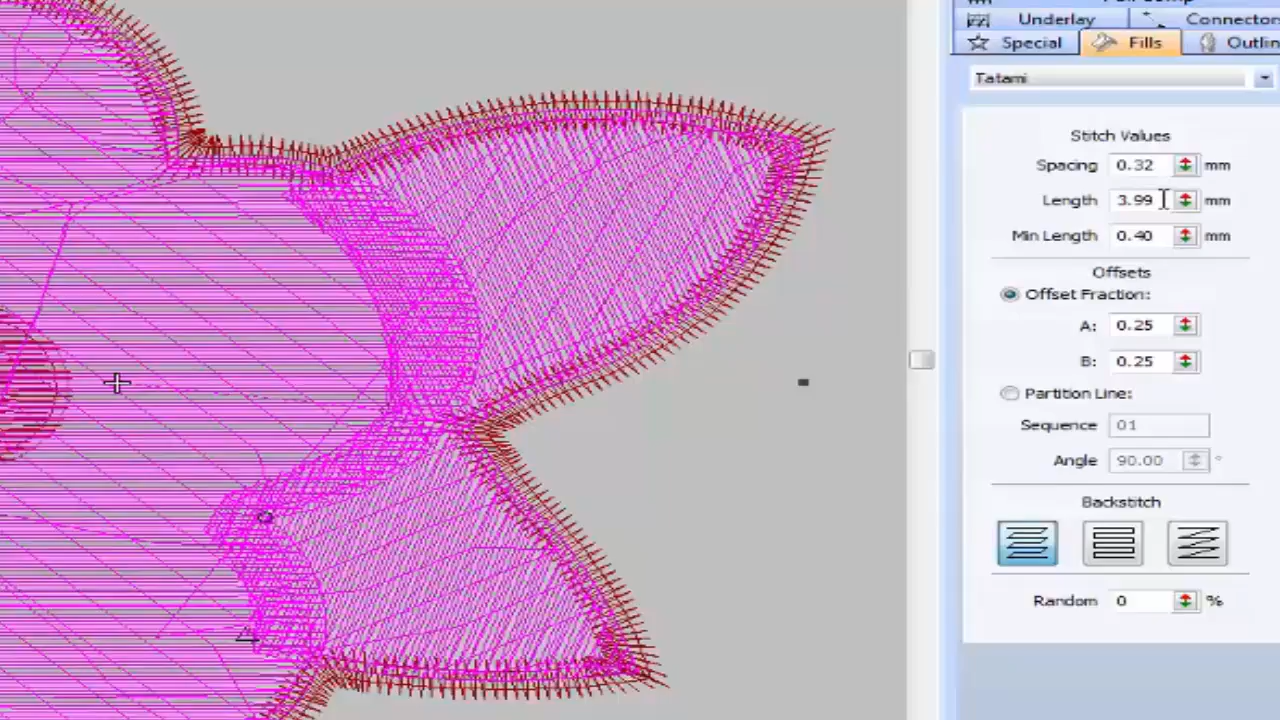 Underlay Connectors
Special Fills Outlin
Tatami
Stitch Values
Spacing 0.32 mm
Length 3.99 mm
Min Length 0.40 mm
Offsets
Offset Fraction:
A: 0.25
B: 0.25
Partition Line:
Sequence 01
Angle 90.00 °
Backstitch
Random 0 %